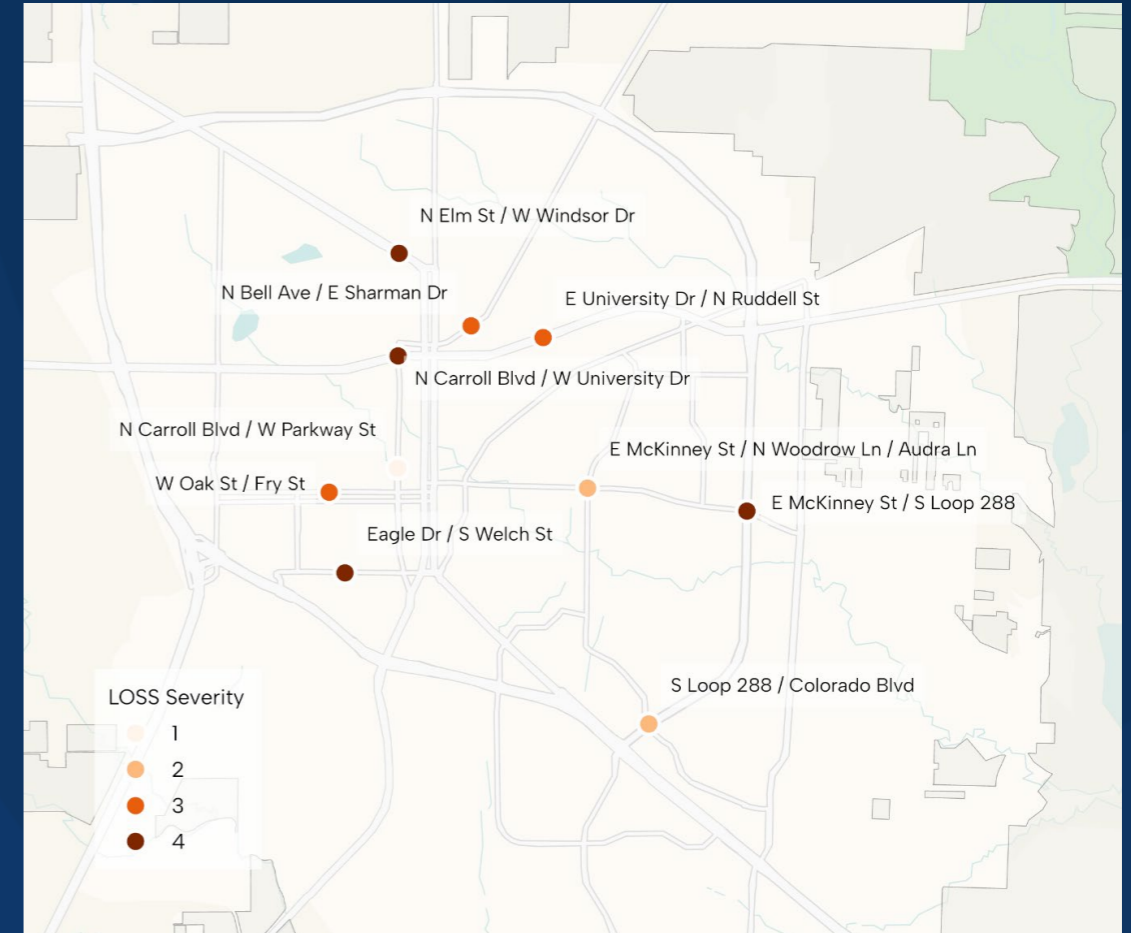 N Elm St / W Windsor Dr
N Bell Ave / E Sharman Dr
E University Dr / N Ruddell St
N Carroll Blvd / W University Dr
N Carroll Blvd / W Parkway St
E McKinney St / N Woodrow Ln / Audra Ln
W Oak St / Fry St
E McKinney St / S Loop 288
Eagle Dr / S Welch St
S Loop 288 / Colorado Blvd
LOSS Severity
1
2
3
4